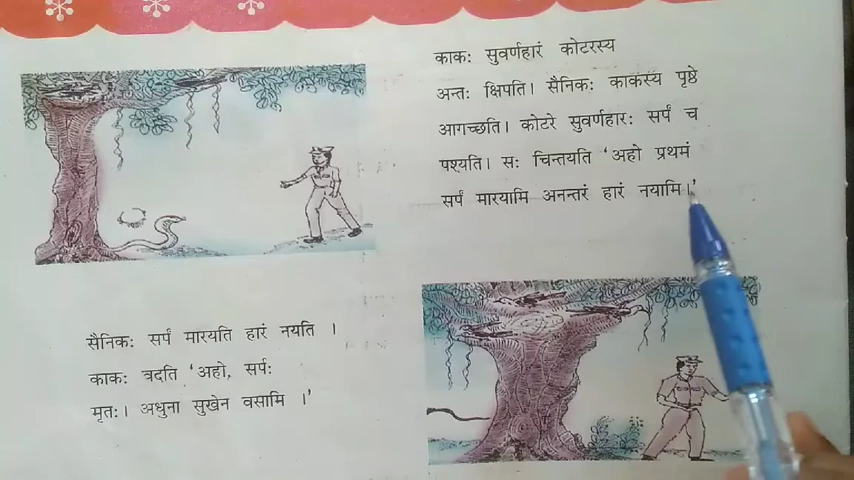 काकः सुवर्णहारं कोटरस्य
अन्तः क्षिपति। सैनिकः काकस्य पृष्ठे
आगच्छति। कोटरे सुवर्णहारः सर्पं च
पश्यति। सः चिन्तयति ‘अहो प्रथमं
सर्पं मारयामि अनन्तरं हारं नयामि।’
सैनिकः सर्पं मारयति हारं नयति ।
काकः वदति ‘अहो, सर्पः
मृतः। अधुना सुखेन वसामि ।’